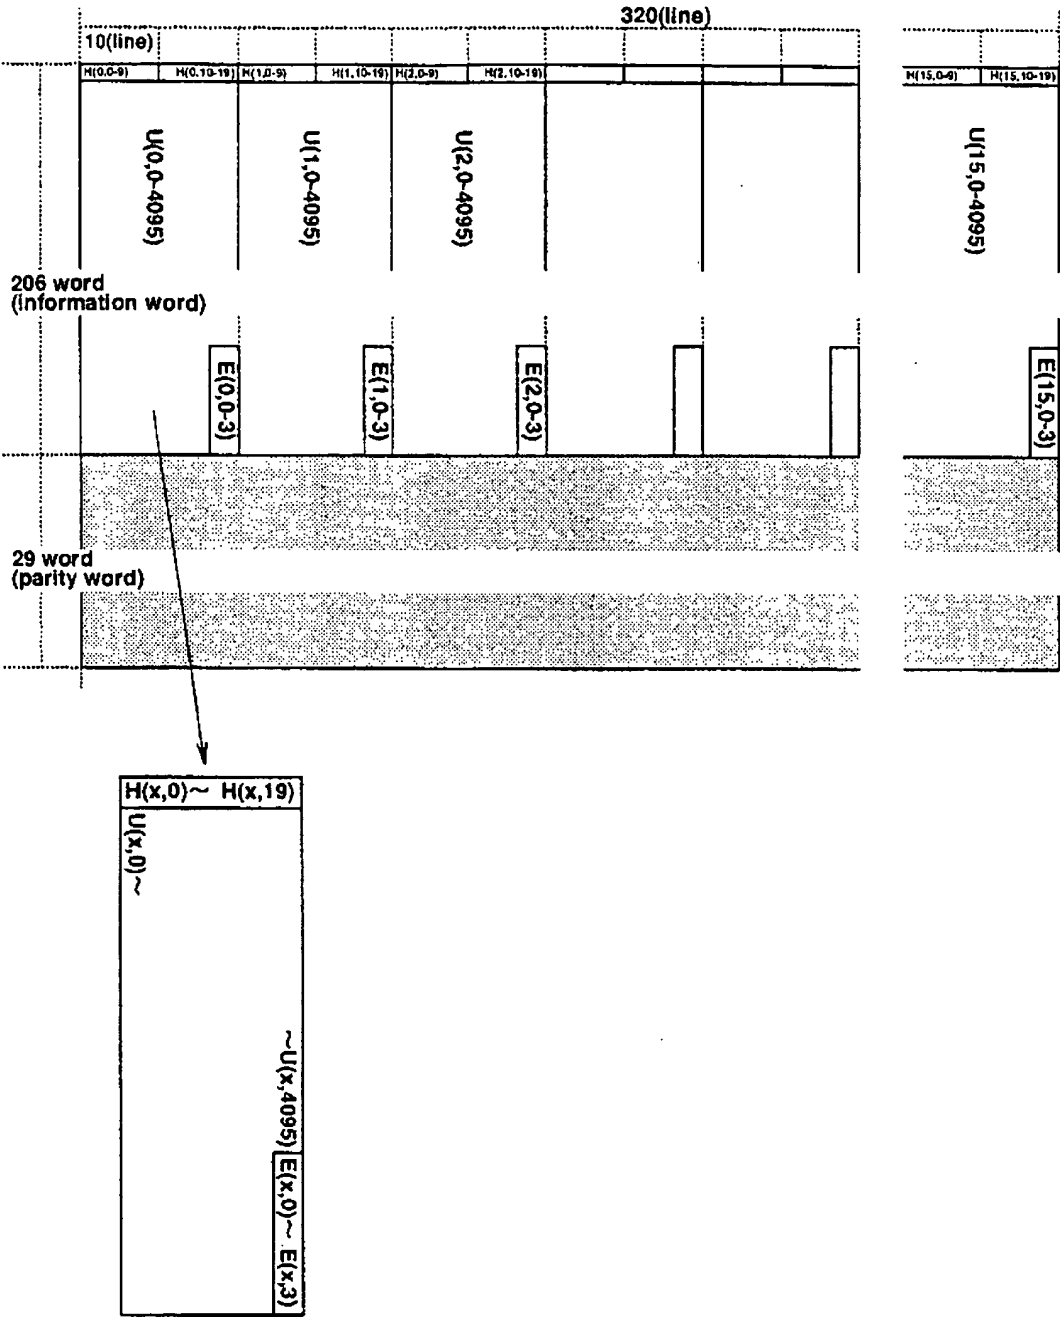 320(line)
10(line)
H(0,0-9) H(0,10-19) H(1,0-9) H(1,10-19) H(2,0-9) H(2,10-19) H(15,0-9) H(15,10-19)
U(0,0-4095) U(1,0-4095) U(2,0-4095) U(15,0-4095)
206 word
(information word)
E(0,0-3) E(1,0-3) E(2,0-3) E(15,0-3)
29 word
(parity word)
H(x,0)~ H(x,19)
U(x,0)~
~U(x,4095) E(x,0)~ E(x,3)